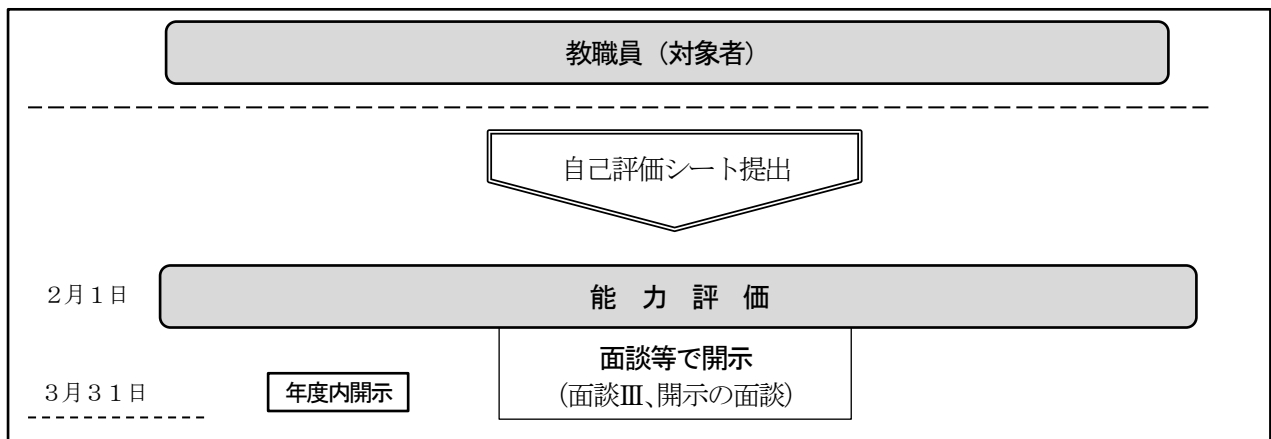 教職員(対象者)
自己評価シート提出
2月1日
能 力 評 価
面談等で開示
3月31日
年度内開示
(面談Ⅲ、開示の面談)